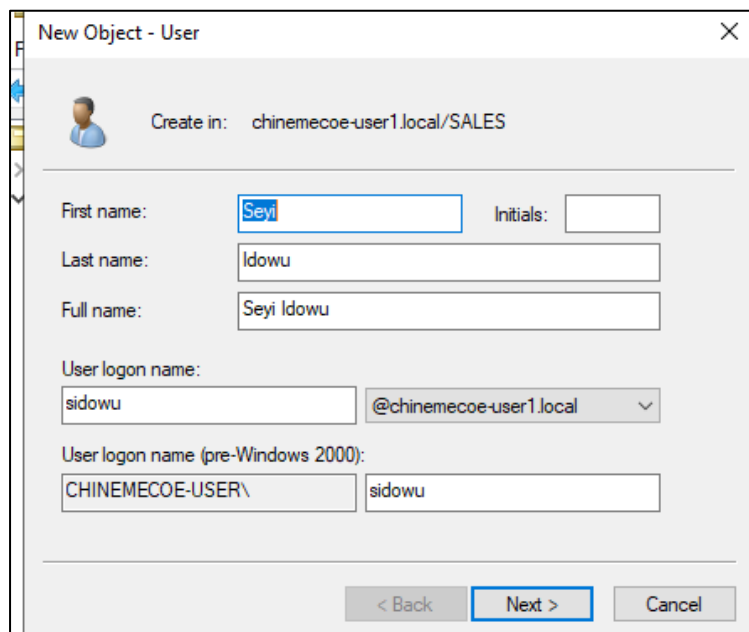 New Object - User
F
Create in: chinemecoe-user1.local/SALES
First name: Seyi Initials:
Last name: Idowu
Full name: Seyi Idowu
User logon name:
sidowu @chinemecoe-user1.local
User logon name (pre-Windows 2000):
CHINEMECOE-USER\ sidowu
< Back Next > Cancel